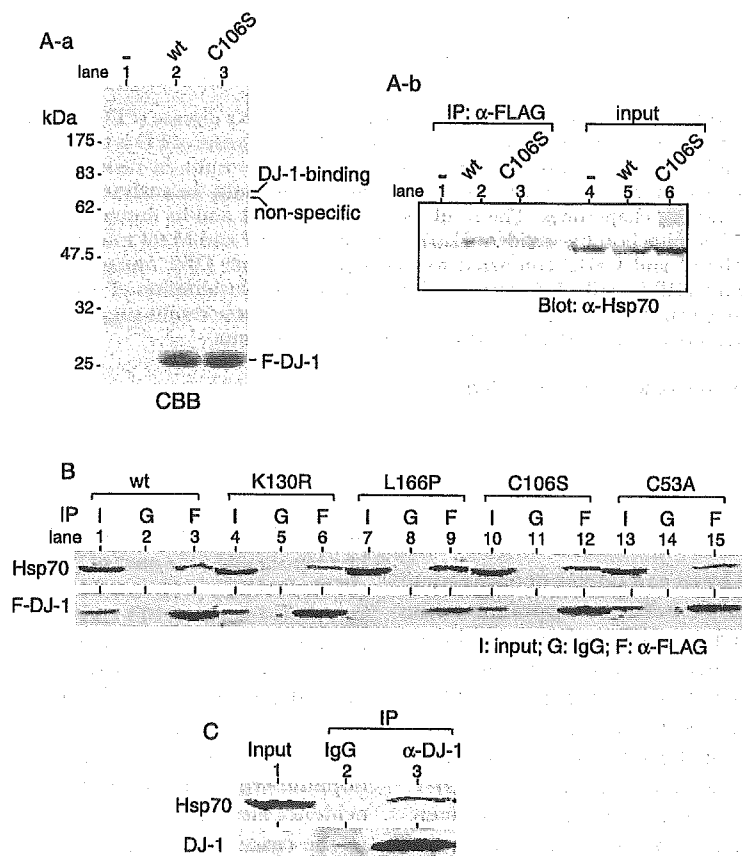 A-a
- wt C106S
lane 1 2 3
kDa
175-
83-
62-
47.5-
32-
25-
DJ-1-binding
non-specific
F-DJ-1
CBB
A-b
IP: α-FLAG input
- wt C106S - wt C106S
lane 1 2 3 4 5 6
Blot: α-Hsp70
B
wt K130R L166P C106S C53A
IP I G F I G F I G F I G F I G F
lane 1 2 3 4 5 6 7 8 9 10 11 12 13 14 15
Hsp70
F-DJ-1
I: input; G: IgG; F: α-FLAG
C
IP
Input IgG α-DJ-1
1 2 3
Hsp70
DJ-1